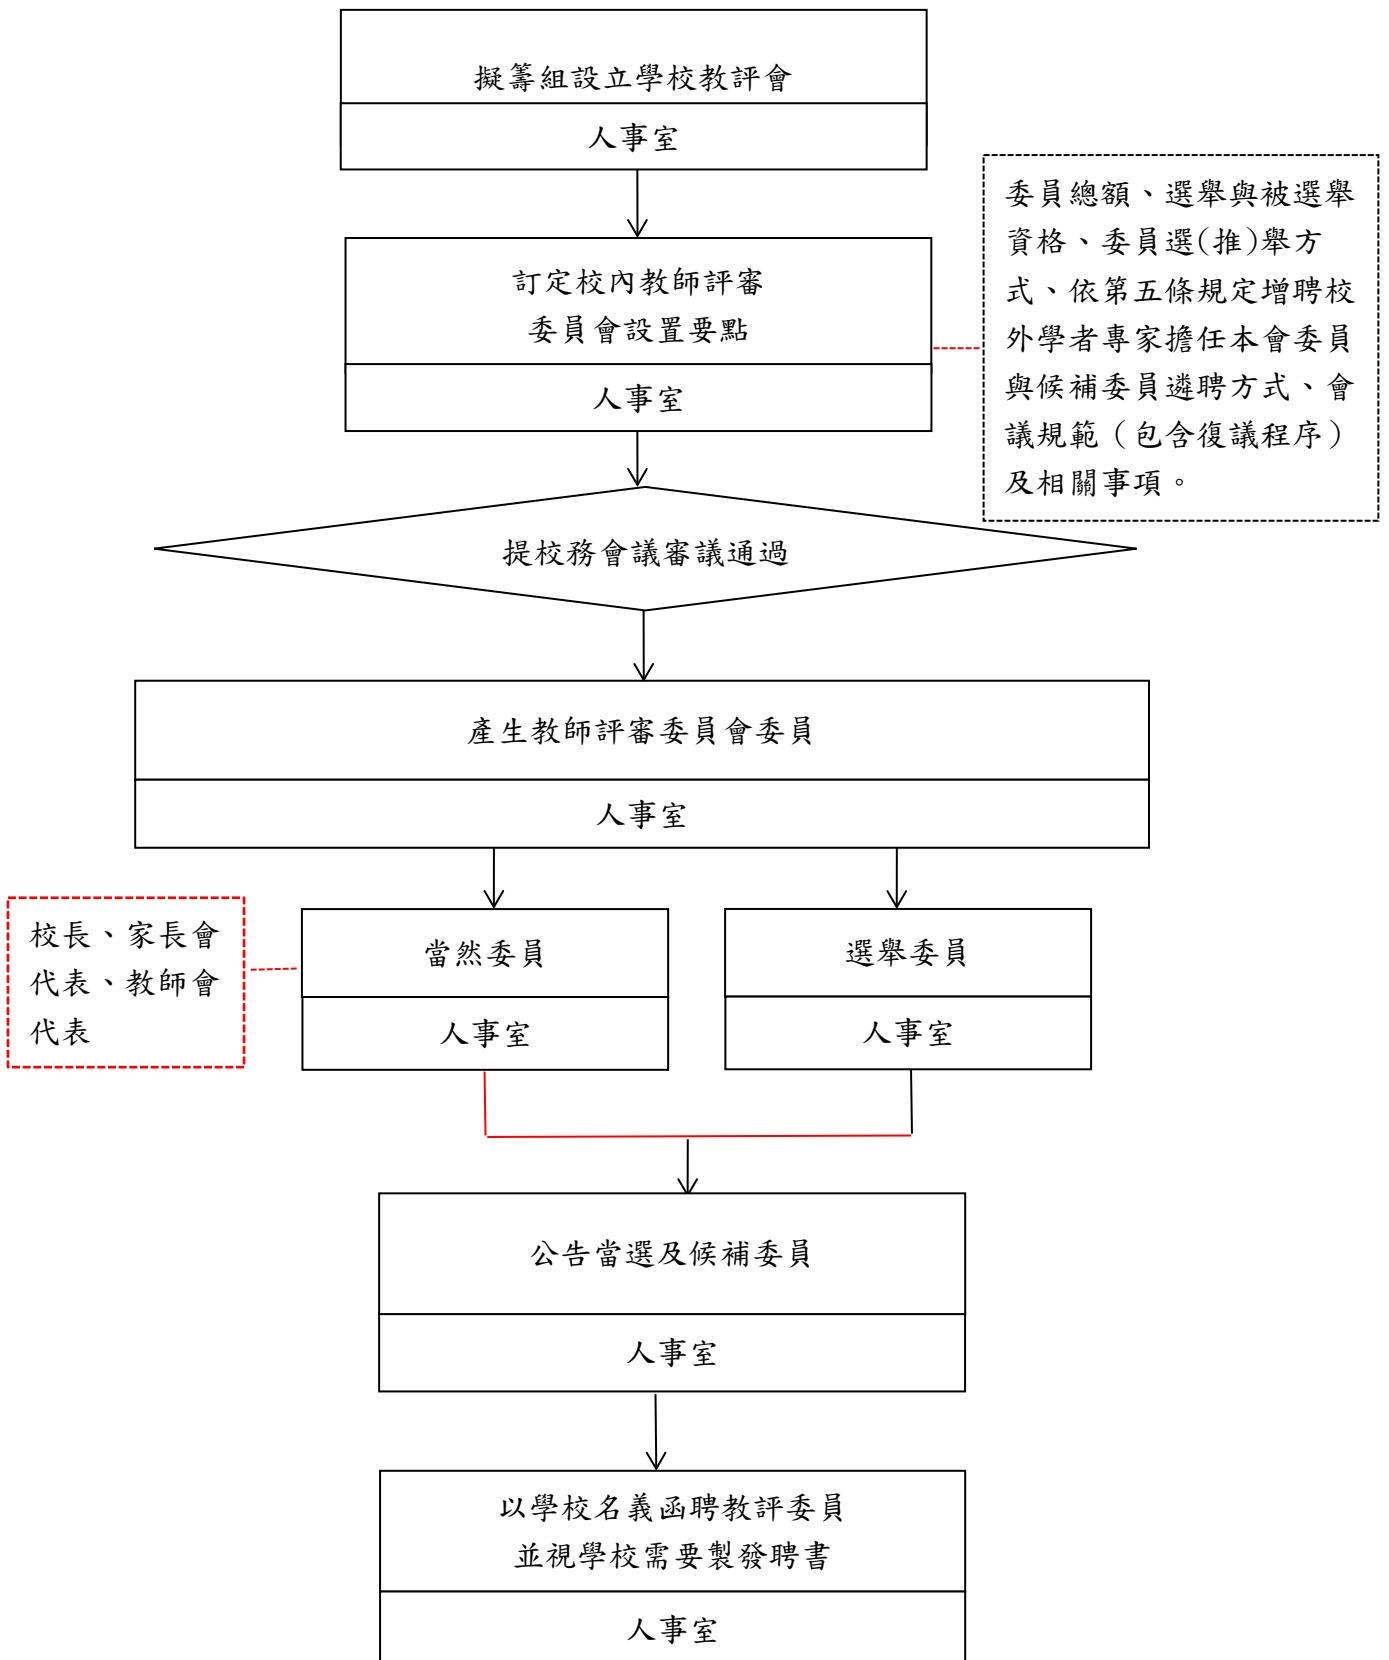 擬籌組設立學校教評會
人事室
訂定校內教師評審
委員會設置要點
人事室
委員總額、選舉與被選舉
資格、委員選(推)舉方
式、依第五條規定增聘校
外學者專家擔任本會委員
與候補委員遴聘方式、會
議規範（包含復議程序）
及相關事項。
提校務會議審議通過
產生教師評審委員會委員
人事室
校長、家長會
代表、教師會
代表
當然委員
人事室
選舉委員
人事室
公告當選及候補委員
人事室
以學校名義函聘教評委員
並視學校需要製發聘書
人事室